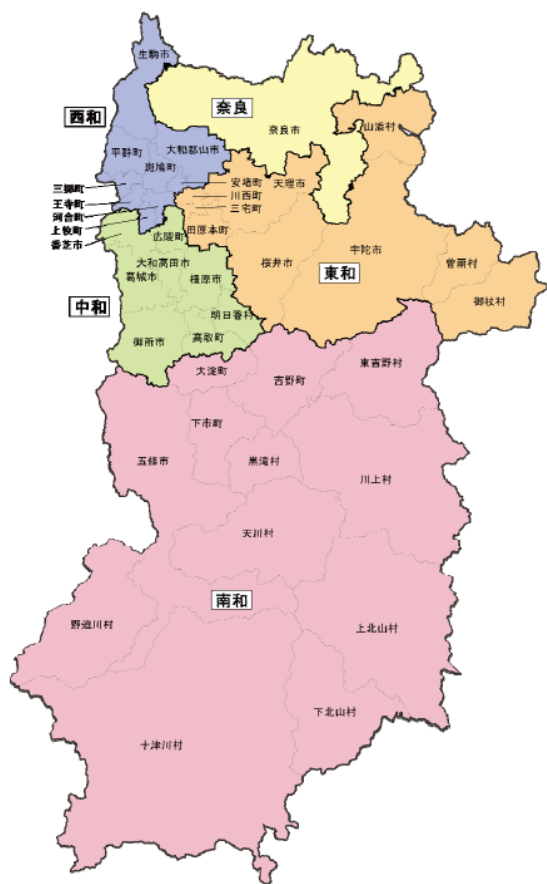 生駒市
奈良
西和
奈良市
山添村
大和郡山市
平群町
斑鳩町
三郷町
安堵町
天理市
王寺町
川西町
河合町
三宅町
上牧町
広陵町
田原本町
香芝市
宇陀市
大和高田市
桜井市
東和
曽爾村
葛城市
橿原市
御杖村
中和
明日香村
御所市
高取町
東吉野村
大淀町
吉野町
下市町
五條市
黒滝村
川上村
天川村
南和
野迫川村
上北山村
下北山村
十津川村